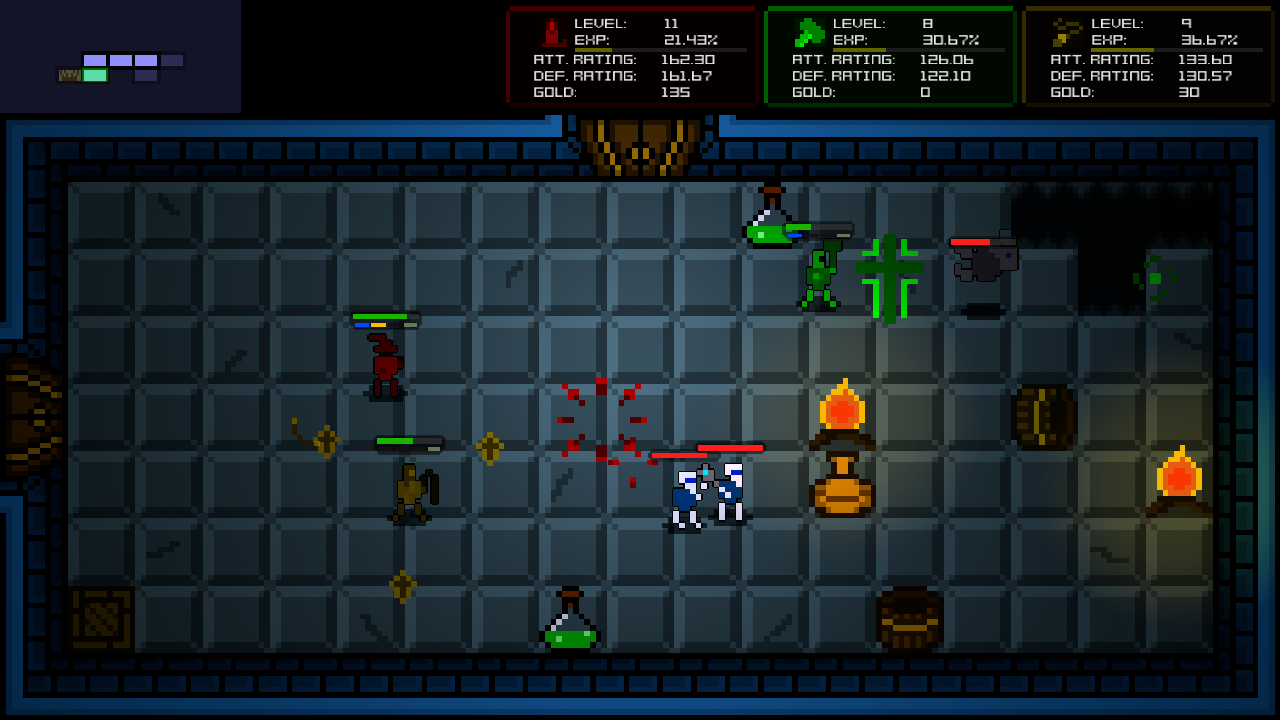 LEVEL: 11
EXP: 21.43%
ATT. RATING: 162.30
DEF. RATING: 161.67
GOLD: 135
LEVEL: 8
EXP: 30.67%
ATT. RATING: 126.06
DEF. RATING: 122.10
GOLD: 0
LEVEL: 9
EXP: 36.67%
ATT. RATING: 133.60
DEF. RATING: 130.57
GOLD: 30